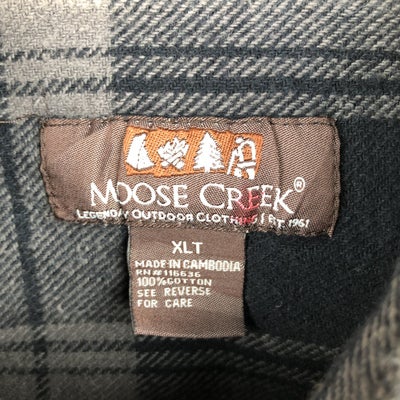 MOOSE CREEK®
LEGENDARY OUTDOOR CLOTHING | EST. 1961
XLT
MADE IN CAMBODIA
RN#116636
100%COTTON
SEE REVERSE
FOR CARE